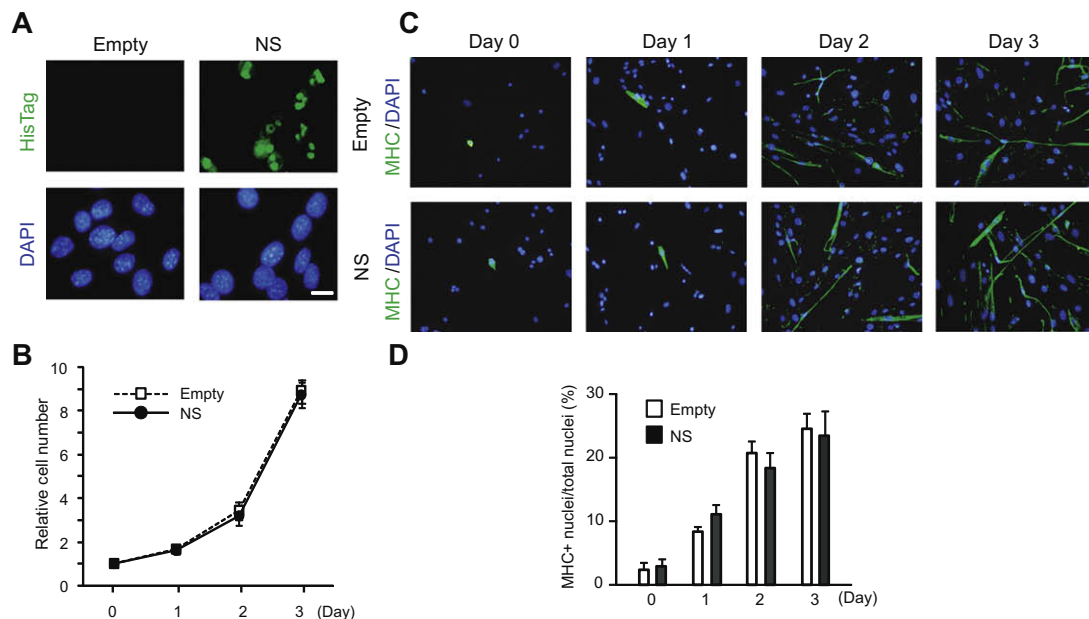 A
Empty
NS
HisTag
DAPI
C
Day 0
Day 1
Day 2
Day 3
Empty
MHC/DAPI
NS
MHC/DAPI
B
Relative cell number
10
8
6
4
2
0
Empty
NS
0
1
2
3
(Day)
D
MHC+ nuclei/total nuclei (%)
30
20
10
0
Empty
NS
0
1
2
3
(Day)